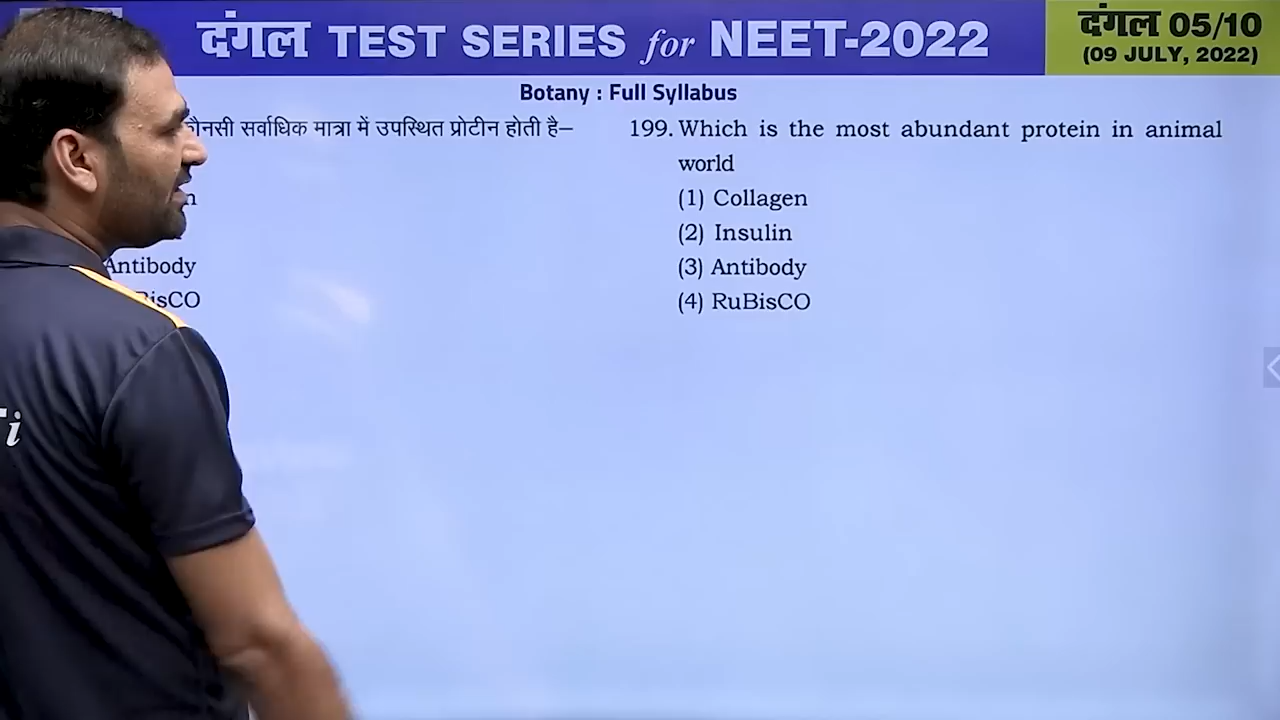 दंगल TEST SERIES for NEET-2022
दंगल 05/10
(09 JULY, 2022)
Botany : Full Syllabus
सर्वाधिक मात्रा में उपस्थित प्रोटीन होती है–
Antibody
199. Which is the most abundant protein in animal
world
(1) Collagen
(2) Insulin
(3) Antibody
(4) RuBisCO